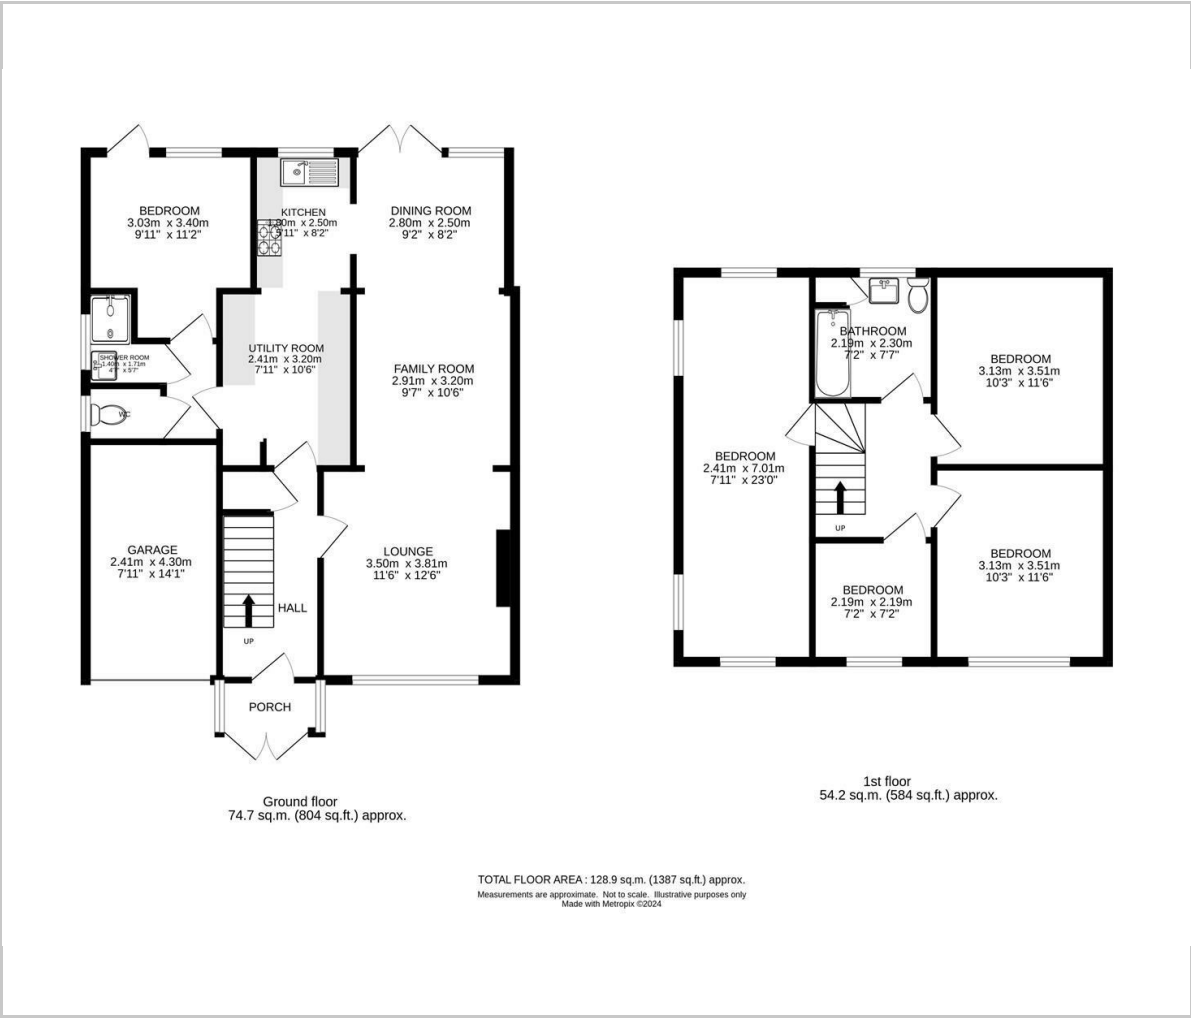 BEDROOM
3.03m x 3.40m
9'11" x 11'2"
KITCHEN
x 2.50m
x 8'2"
DINING ROOM
2.80m x 2.50m
9'2" x 8'2"
SHOWER ROOM
1.40m x 1.71m
x 5'7"
WC
UTILITY ROOM
2.41m x 3.20m
7'11" x 10'6"
FAMILY ROOM
2.91m x 3.20m
9'7" x 10'6"
GARAGE
2.41m x 4.30m
7'11" x 14'1"
HALL
UP
LOUNGE
3.50m x 3.81m
11'6" x 12'6"
PORCH
Ground floor
74.7 sq.m. (804 sq.ft.) approx.
BATHROOM
2.19m x 2.30m
7'2" x 7'7"
BEDROOM
3.13m x 3.51m
10'3" x 11'6"
BEDROOM
2.41m x 7.01m
7'11" x 23'0"
UP
BEDROOM
2.19m x 2.19m
7'2" x 7'2"
BEDROOM
3.13m x 3.51m
10'3" x 11'6"
1st floor
54.2 sq.m. (584 sq.ft.) approx.
TOTAL FLOOR AREA : 128.9 sq.m. (1387 sq.ft.) approx.
Measurements are approximate. Not to scale. Illustrative purposes only
Made with Metropix ©2024